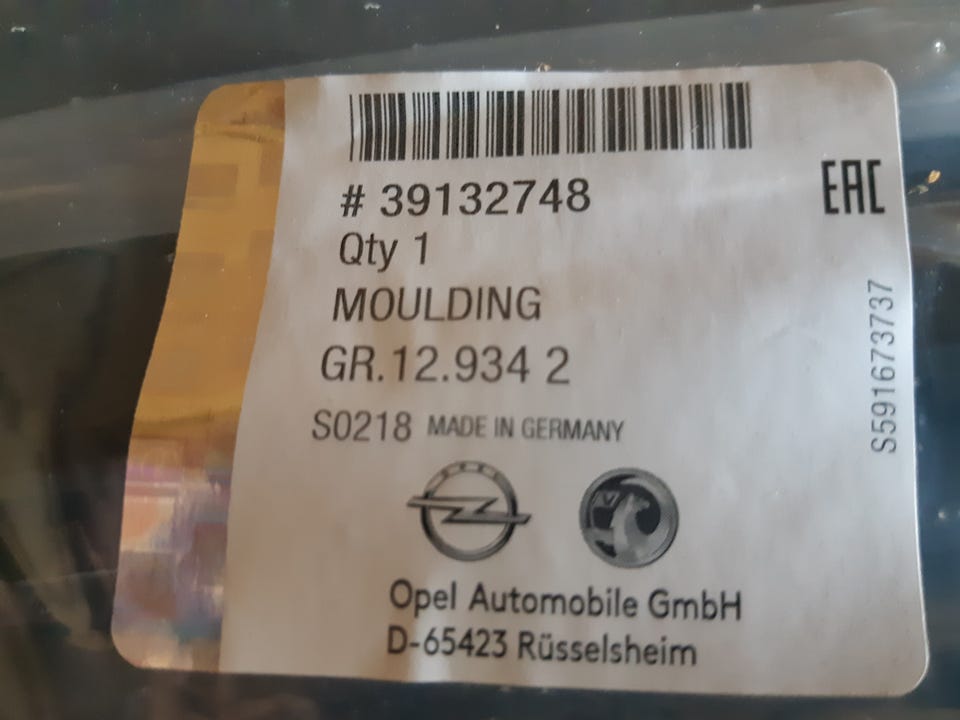 # 39132748
EAC
Qty 1
MOULDING
GR.12.934 2
S0218 MADE IN GERMANY
S591673737
Opel Automobile GmbH
D-65423 Rüsselsheim